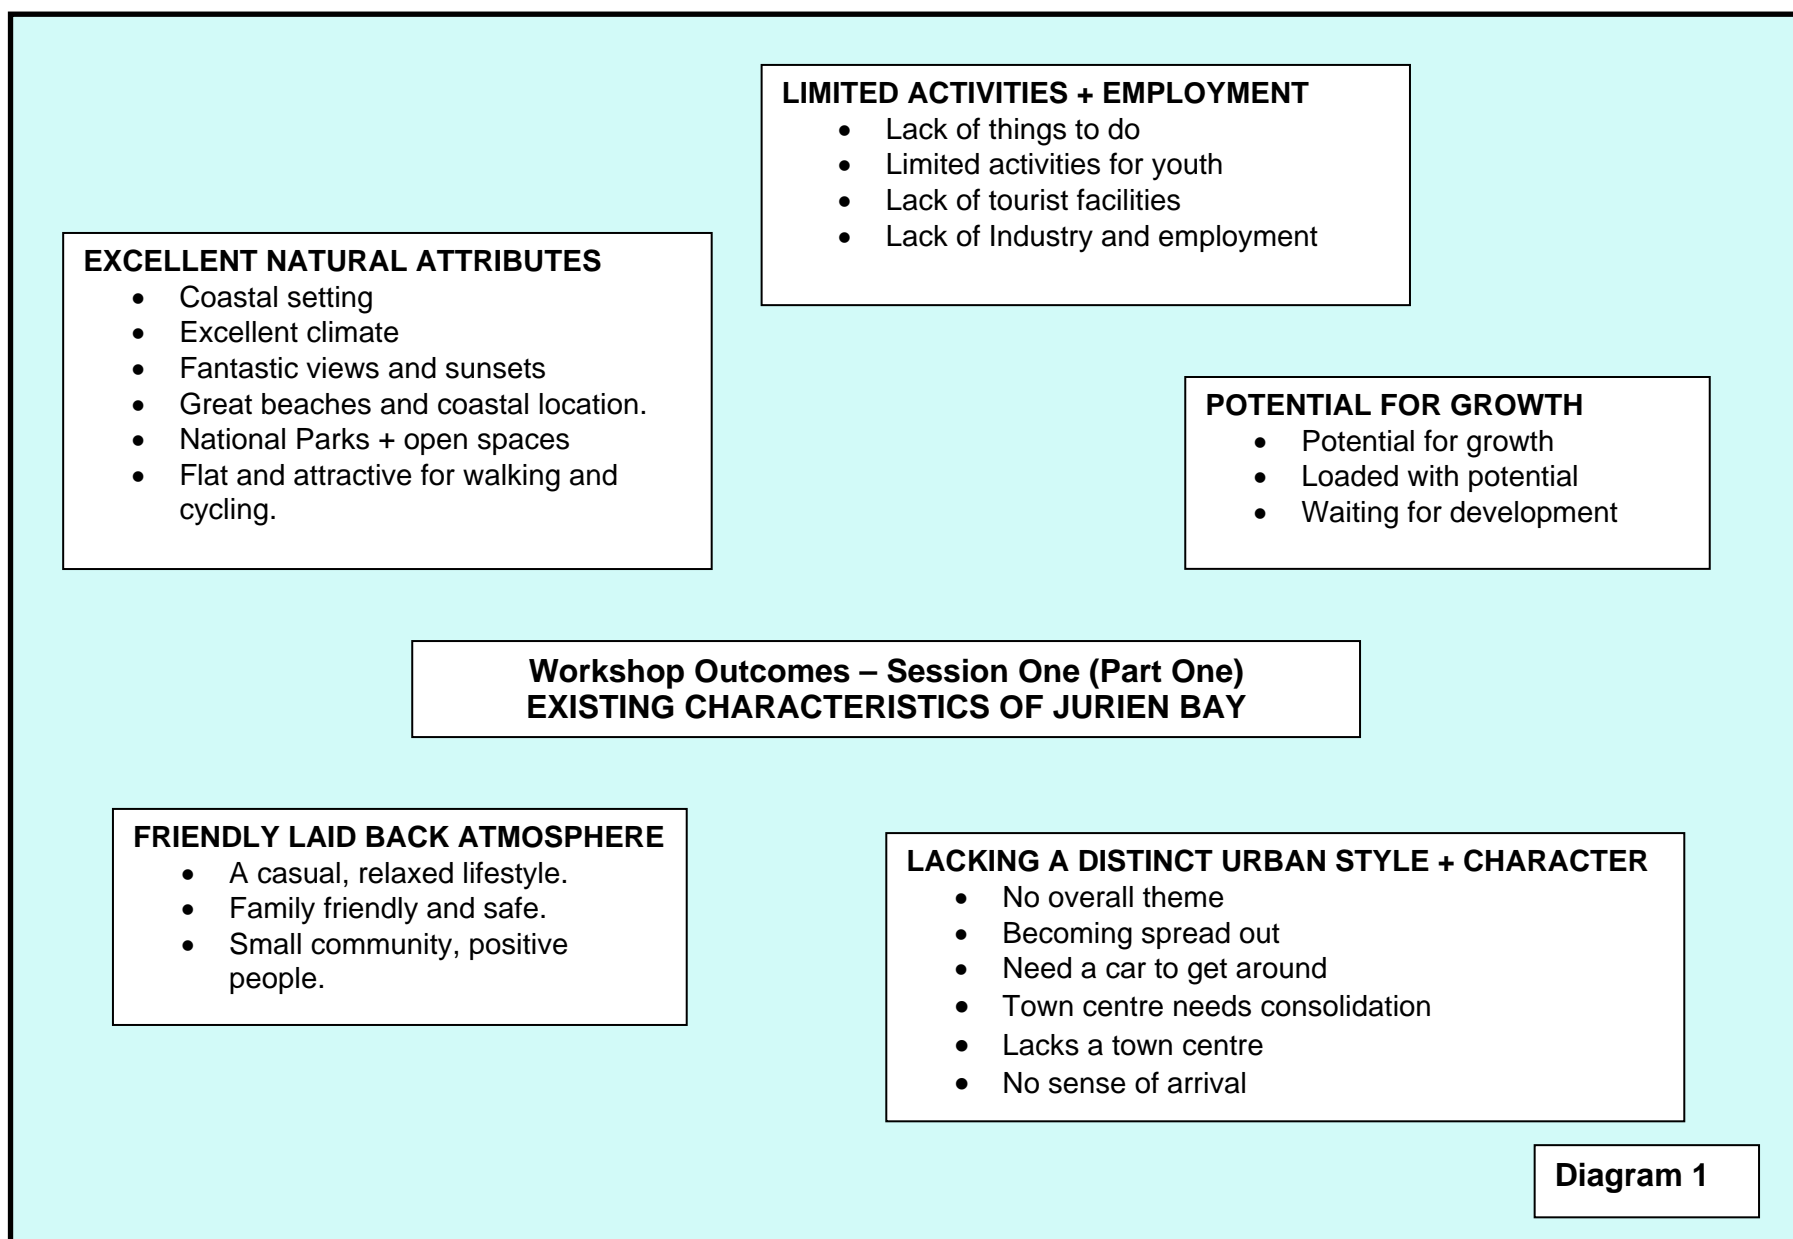 LIMITED ACTIVITIES + EMPLOYMENT
• Lack of things to do
• Limited activities for youth
• Lack of tourist facilities
• Lack of Industry and employment
EXCELLENT NATURAL ATTRIBUTES
• Coastal setting
• Excellent climate
• Fantastic views and sunsets
• Great beaches and coastal location.
• National Parks + open spaces
• Flat and attractive for walking and
cycling.
POTENTIAL FOR GROWTH
• Potential for growth
• Loaded with potential
• Waiting for development
Workshop Outcomes – Session One (Part One)
EXISTING CHARACTERISTICS OF JURIEN BAY
FRIENDLY LAID BACK ATMOSPHERE
• A casual, relaxed lifestyle.
• Family friendly and safe.
• Small community, positive
people.
LACKING A DISTINCT URBAN STYLE + CHARACTER
• No overall theme
• Becoming spread out
• Need a car to get around
• Town centre needs consolidation
• Lacks a town centre
• No sense of arrival
Diagram 1